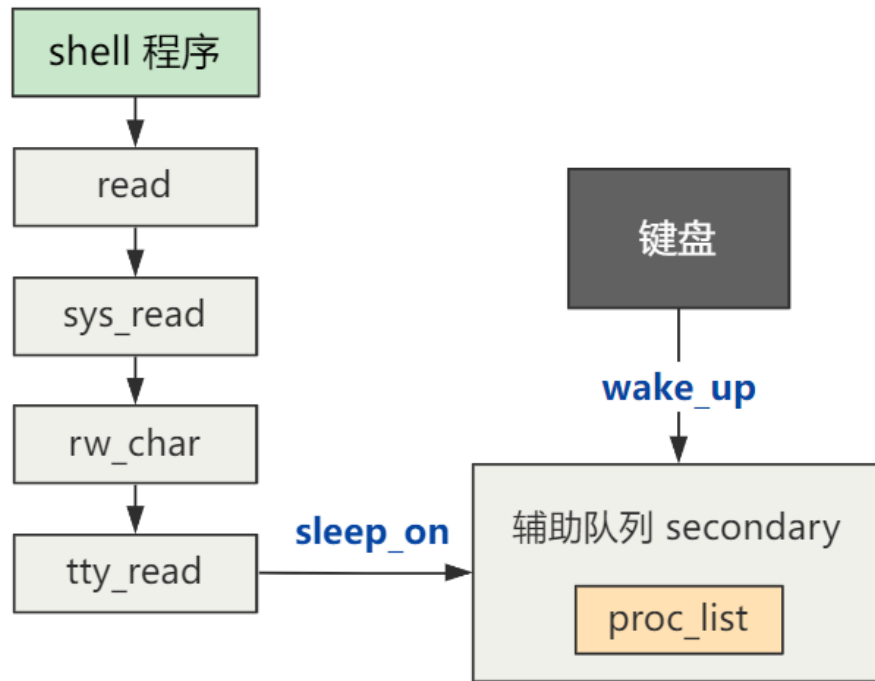 shell 程序
read
sys_read
rw_char
tty_read
sleep_on
键盘
wake_up
辅助队列 secondary
proc_list